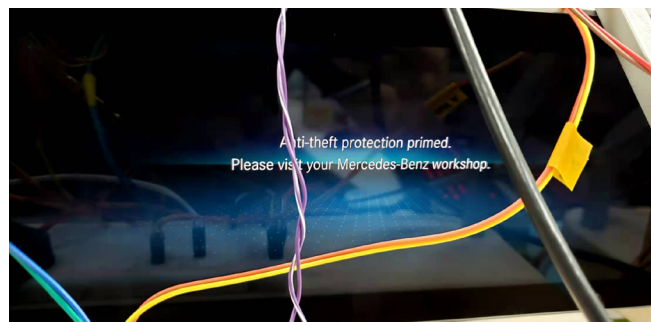 Anti-theft protection primed.
Please visit your Mercedes-Benz workshop.